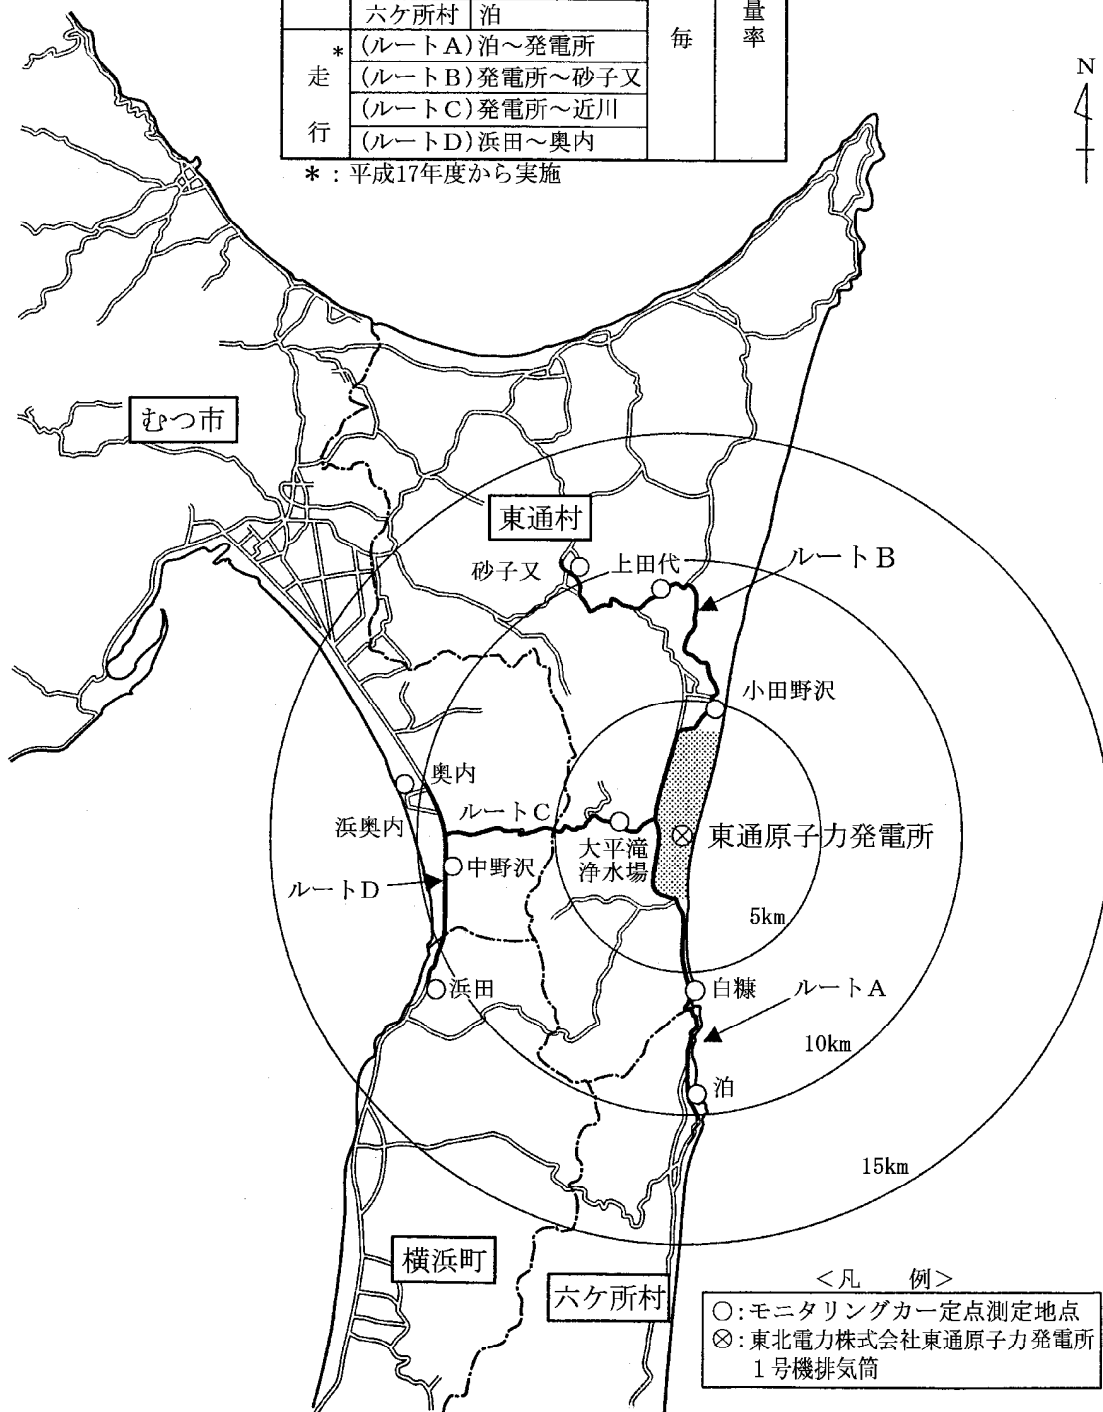 六ケ所村 泊
毎
量率
走行
*
(ルートA)泊～発電所
(ルートB)発電所～砂子又
(ルートC)発電所～近川
(ルートD)浜田～奥内
*：平成17年度から実施
N
むつ市
東通村
砂子又
上田代
ルートB
小田野沢
奥内
浜奥内
ルートC
大平滝
浄水場
東通原子力発電所
中野沢
ルートD
5km
浜田
白糠
ルートA
10km
泊
15km
横浜町
六ケ所村
＜凡 例＞
○:モニタリングカー定点測定地点
⊗:東北電力株式会社東通原子力発電所
1号機排気筒